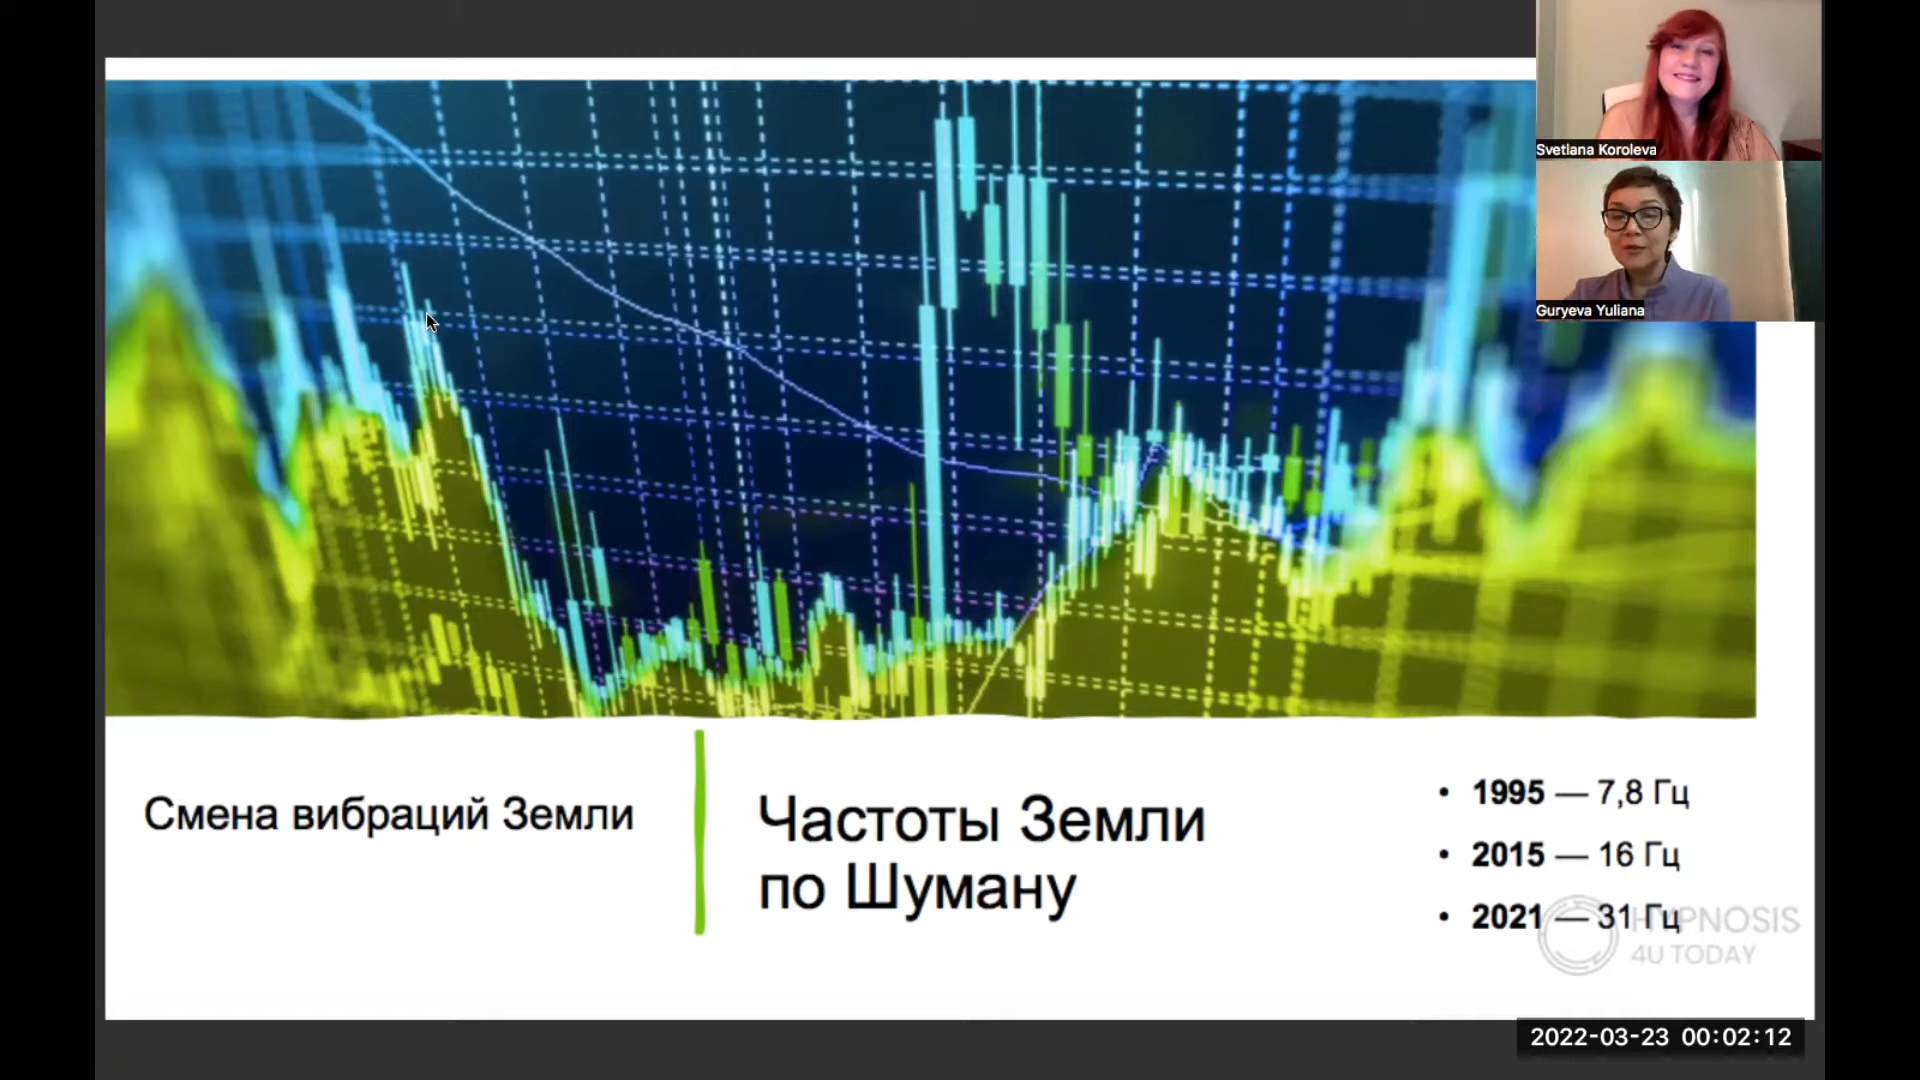 Svetlana Koroleva
Guryeva Yuliana
Смена вибраций Земли
Частоты Земли
по Шуману
• 1995 — 7,8 Гц
• 2015 — 16 Гц
• 2021 — 31 Гц
HYPNOSIS
4U TODAY
2022-03-23 00:02:12